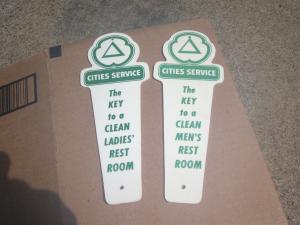 CITIES SERVICE
The
KEY
to a
CLEAN
LADIES'
REST
ROOM
CITIES SERVICE
The
KEY
to a
CLEAN
MEN'S
REST
ROOM